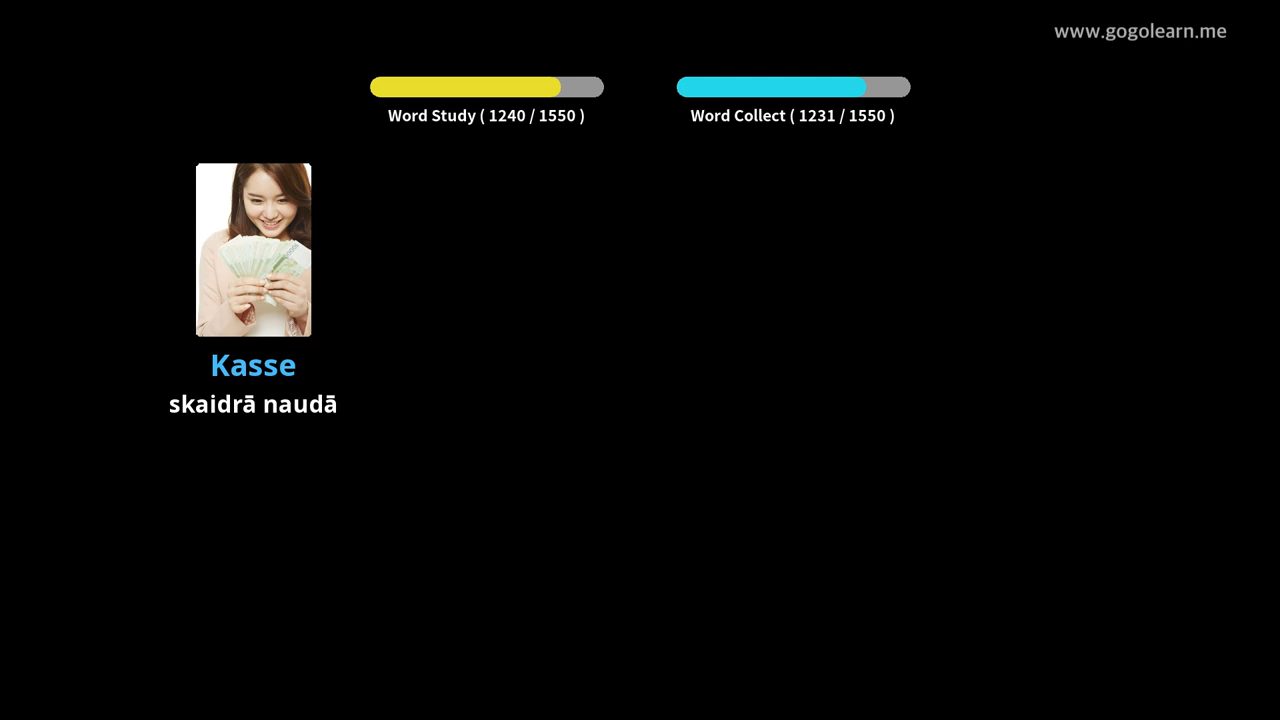 www.gogolearn.me
Word Study ( 1240 / 1550 )
Word Collect ( 1231 / 1550 )
Kasse
skaidrā naudā